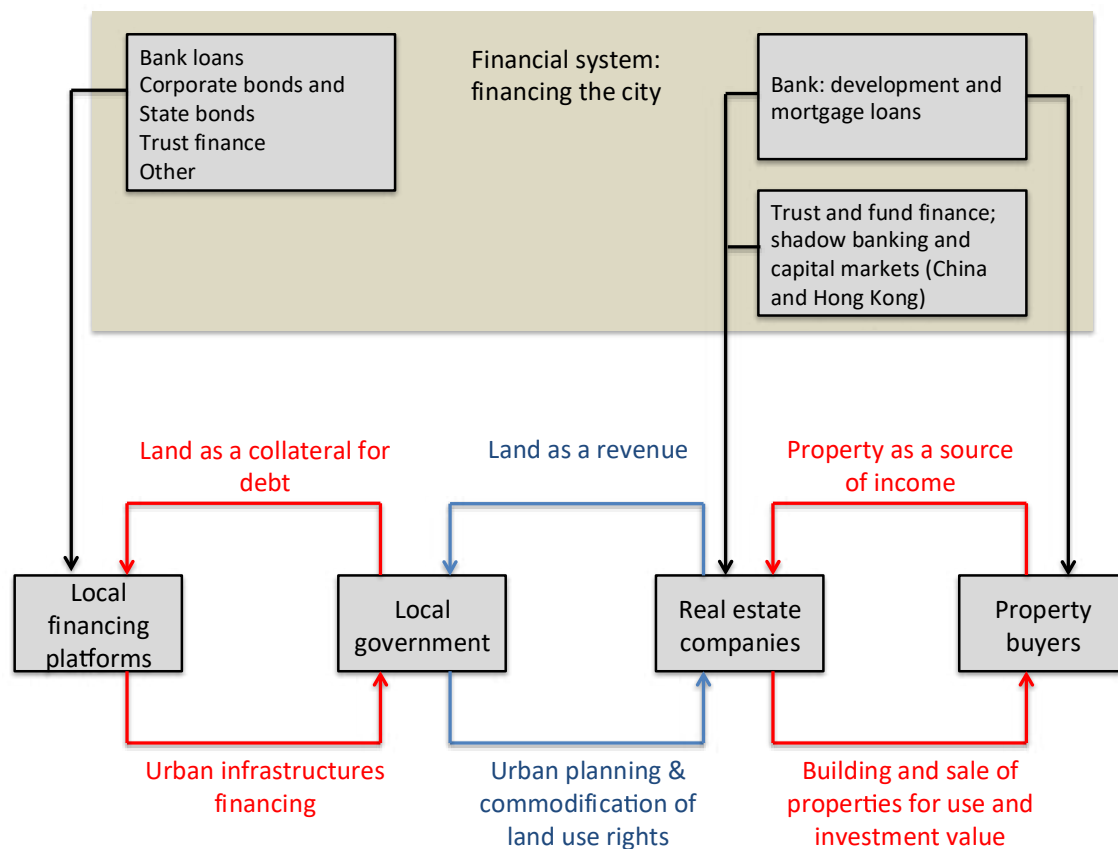 Bank loans
Corporate bonds and
State bonds
Trust finance
Other
Financial system:
financing the city
Bank: development and
mortgage loans
Trust and fund finance;
shadow banking and
capital markets (China
and Hong Kong)
Land as a collateral for
debt
Land as a revenue
Property as a source
of income
Local
financing
platforms
Local
government
Real estate
companies
Property
buyers
Urban infrastructures
financing
Urban planning &
commodification of
land use rights
Building and sale of
properties for use and
investment value